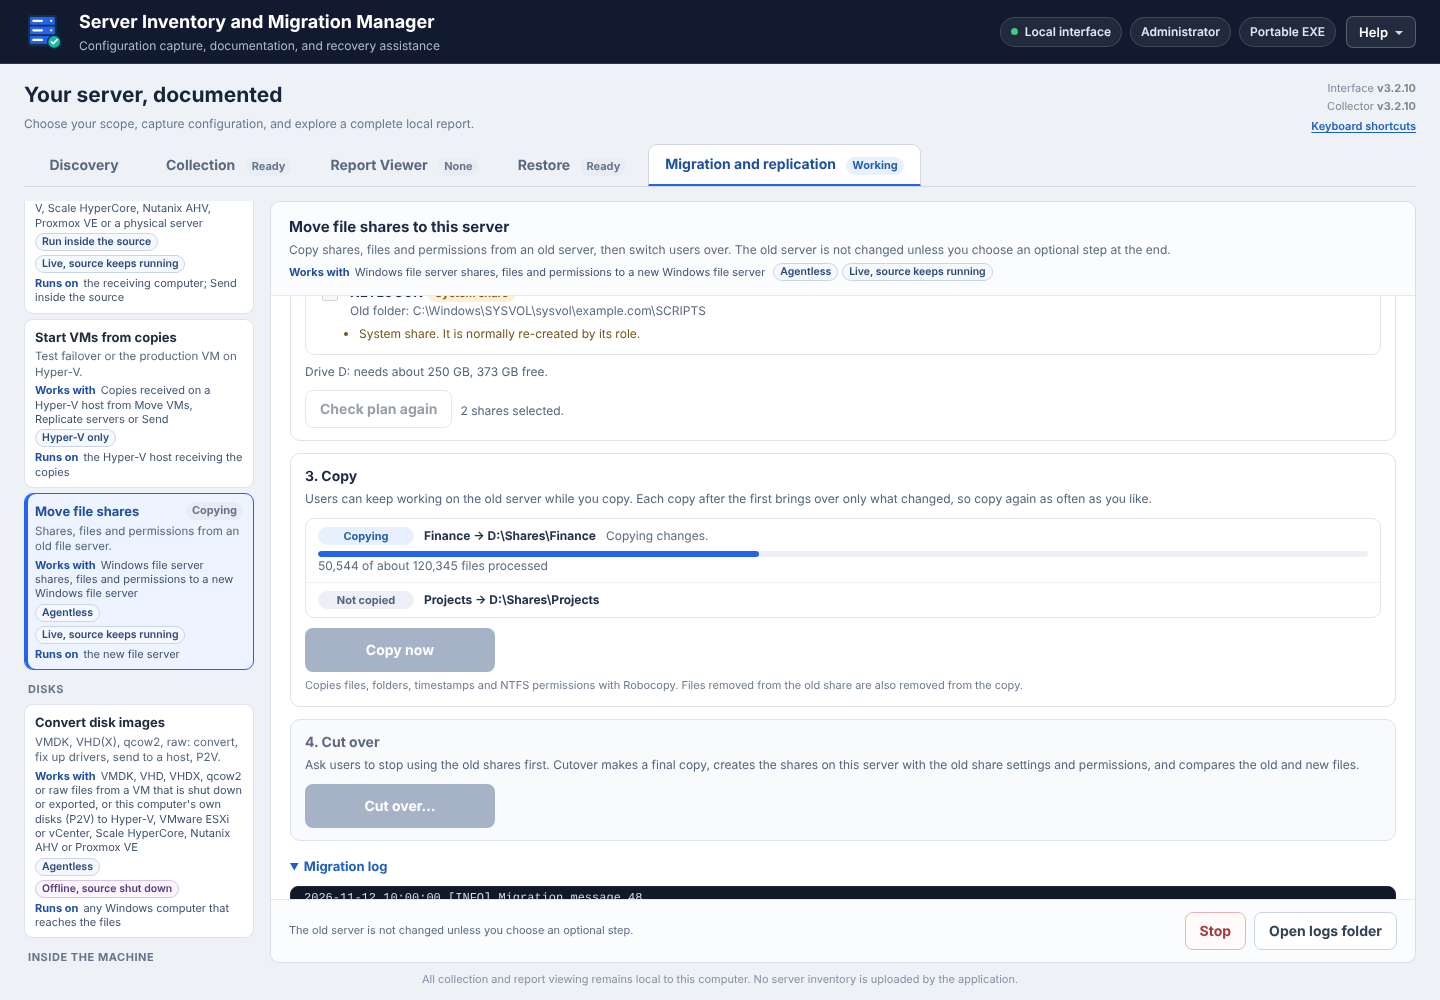 Server Inventory and Migration Manager
Configuration capture, documentation, and recovery assistance
Local interface
Administrator
Portable EXE
Help
Your server, documented
Choose your scope, capture configuration, and explore a complete local report.
Interface v3.2.10
Collector v3.2.10
Keyboard shortcuts
Discovery
Collection Ready
Report Viewer None
Restore Ready
Migration and replication Working
V, Scale HyperCore, Nutanix AHV,
Proxmox VE or a physical server
Run inside the source
Live, source keeps running
Runs on the receiving computer; Send
inside the source
Start VMs from copies
Test failover or the production VM on
Hyper-V.
Works with Copies received on a
Hyper-V host from Move VMs,
Replicate servers or Send
Hyper-V only
Runs on the Hyper-V host receiving the
copies
Move file shares Copying
Shares, files and permissions from an
old file server.
Works with Windows file server
shares, files and permissions to a new
Windows file server
Agentless
Live, source keeps running
Runs on the new file server
DISKS
Convert disk images
VMDK, VHD(X), qcow2, raw: convert,
fix up drivers, send to a host, P2V.
Works with VMDK, VHD, VHDX, qcow2
or raw files from a VM that is shut down
or exported, or this computer's own
disks (P2V) to Hyper-V, VMware ESXi
or vCenter, Scale HyperCore, Nutanix
AHV or Proxmox VE
Agentless
Offline, source shut down
Runs on any Windows computer that
reaches the files
INSIDE THE MACHINE
Move file shares to this server
Copy shares, files and permissions from an old server, then switch users over. The old server is not changed unless you choose an optional step at the end.
Works with Windows file server shares, files and permissions to a new Windows file server Agentless Live, source keeps running
Old folder: C:\Windows\SYSVOL\sysvol\example.com\SCRIPTS
• System share. It is normally re-created by its role.
Drive D: needs about 250 GB, 373 GB free.
Check plan again 2 shares selected.
3. Copy
Users can keep working on the old server while you copy. Each copy after the first brings over only what changed, so copy again as often as you like.
Copying Finance → D:\Shares\Finance Copying changes.
50,544 of about 120,345 files processed
Not copied Projects → D:\Shares\Projects
Copy now
Copies files, folders, timestamps and NTFS permissions with Robocopy. Files removed from the old share are also removed from the copy.
4. Cut over
Ask users to stop using the old shares first. Cutover makes a final copy, creates the shares on this server with the old share settings and permissions, and compares the old and new files.
Cut over...
▼ Migration log
2026-11-12 10:00:00 [INFO] Migration message 48
The old server is not changed unless you choose an optional step.
Stop
Open logs folder
All collection and report viewing remains local to this computer. No server inventory is uploaded by the application.